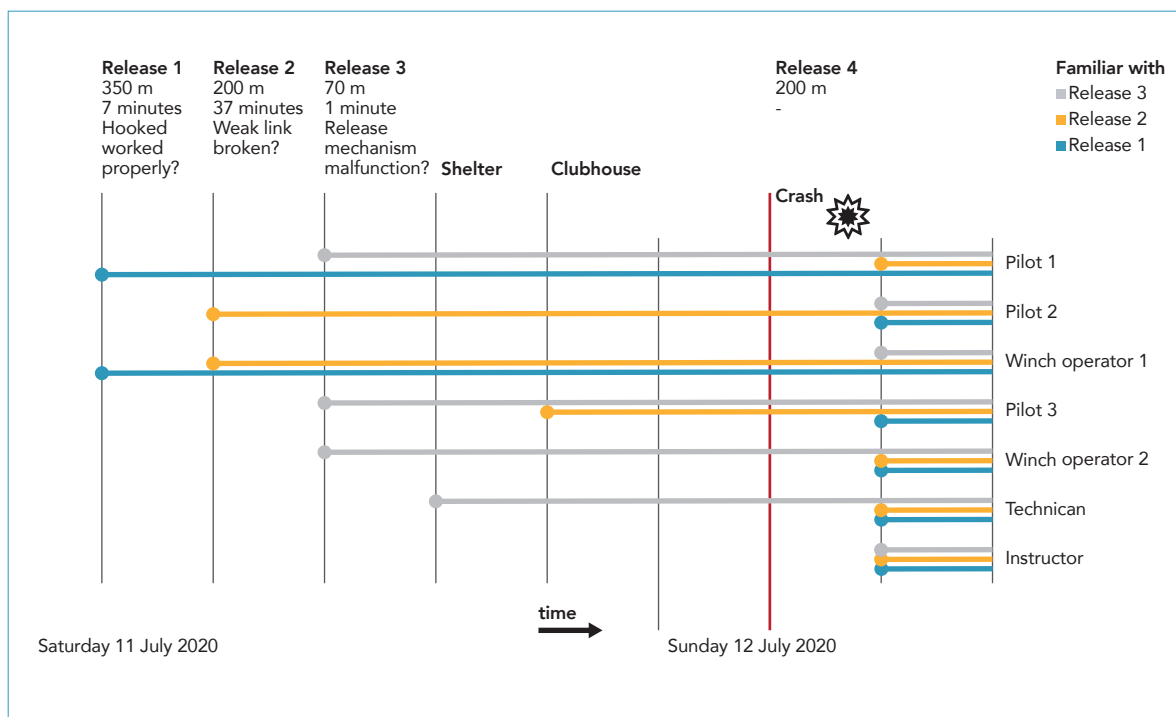 Release 1
350 m
7 minutes
Hooked
worked
properly?
Release 2
200 m
37 minutes
Weak link
broken?
Release 3
70 m
1 minute
Release
mechanism
malfunction?
Shelter
Clubhouse
Release 4
200 m
-
Crash
Familiar with
Release 3
Release 2
Release 1
Pilot 1
Pilot 2
Winch operator 1
Pilot 3
Winch operator 2
Technican
Instructor
time
Saturday 11 July 2020
Sunday 12 July 2020